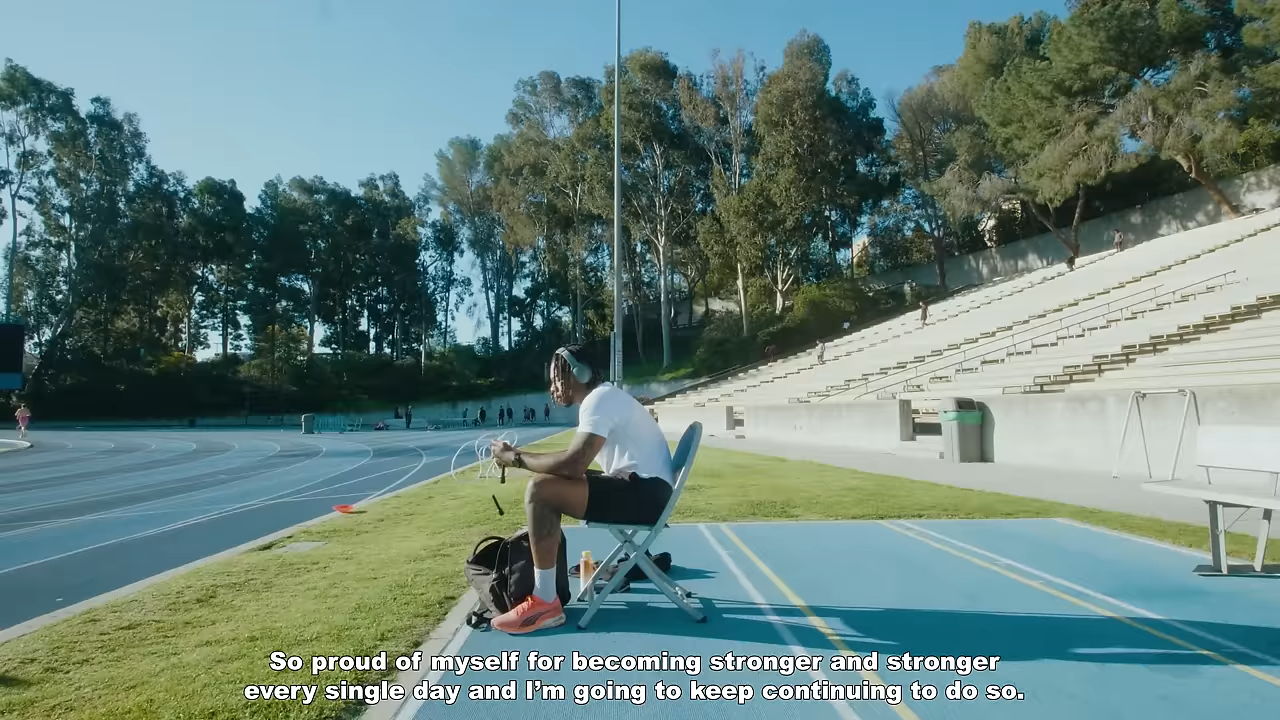 So proud of myself for becoming stronger and stronger
every single day and I'm going to keep continuing to do so.